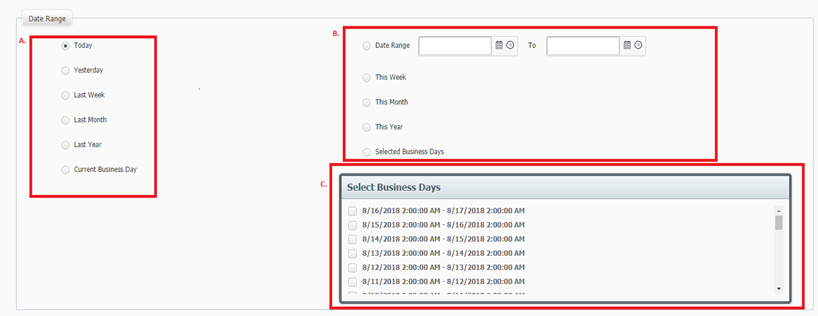 Date Range
A.
Today
Yesterday
Last Week
Last Month
Last Year
Current Business Day
B.
Date Range To
This Week
This Month
This Year
Selected Business Days
C.
Select Business Days
8/16/2018 2:00:00 AM - 8/17/2018 2:00:00 AM
8/15/2018 2:00:00 AM - 8/16/2018 2:00:00 AM
8/14/2018 2:00:00 AM - 8/15/2018 2:00:00 AM
8/13/2018 2:00:00 AM - 8/14/2018 2:00:00 AM
8/12/2018 2:00:00 AM - 8/13/2018 2:00:00 AM
8/11/2018 2:00:00 AM - 8/12/2018 2:00:00 AM